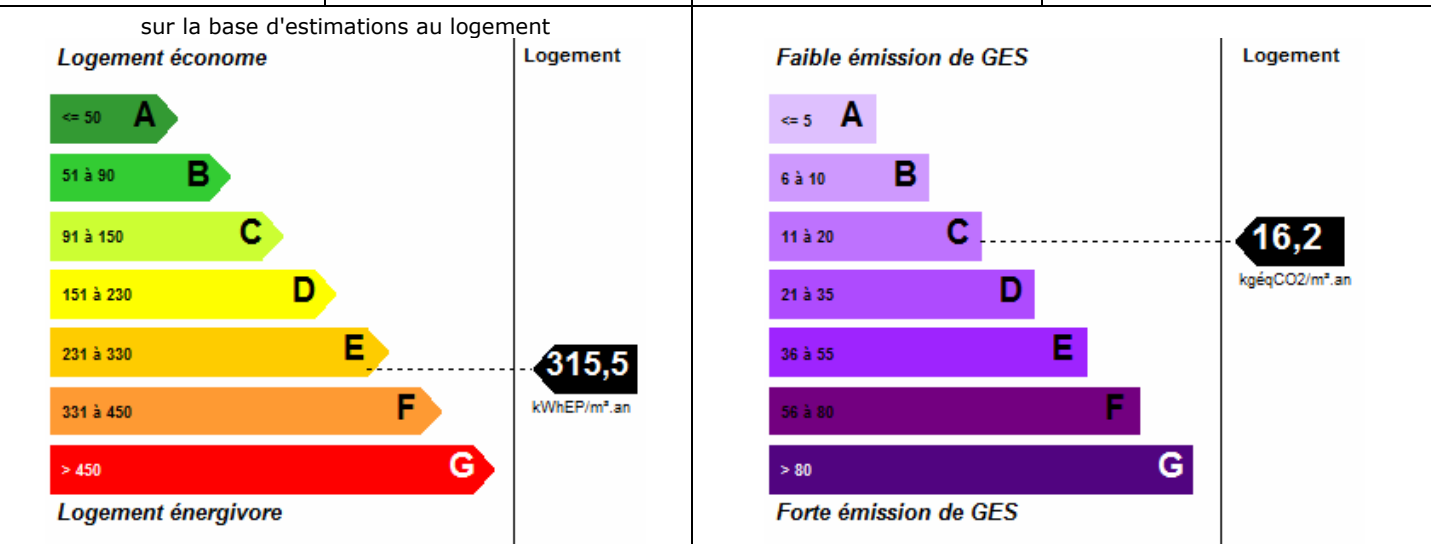 sur la base d'estimations au logement
Logement économe
Logement
<= 50 A
51 à 90 B
91 à 150 C
151 à 230 D
231 à 330 E
315,5
kWhEP/m².an
331 à 450 F
> 450 G
Logement énergivore
Faible émission de GES
Logement
<= 5 A
6 à 10 B
11 à 20 C
16,2
kgéqCO2/m².an
21 à 35 D
36 à 55 E
56 à 80 F
> 80 G
Forte émission de GES